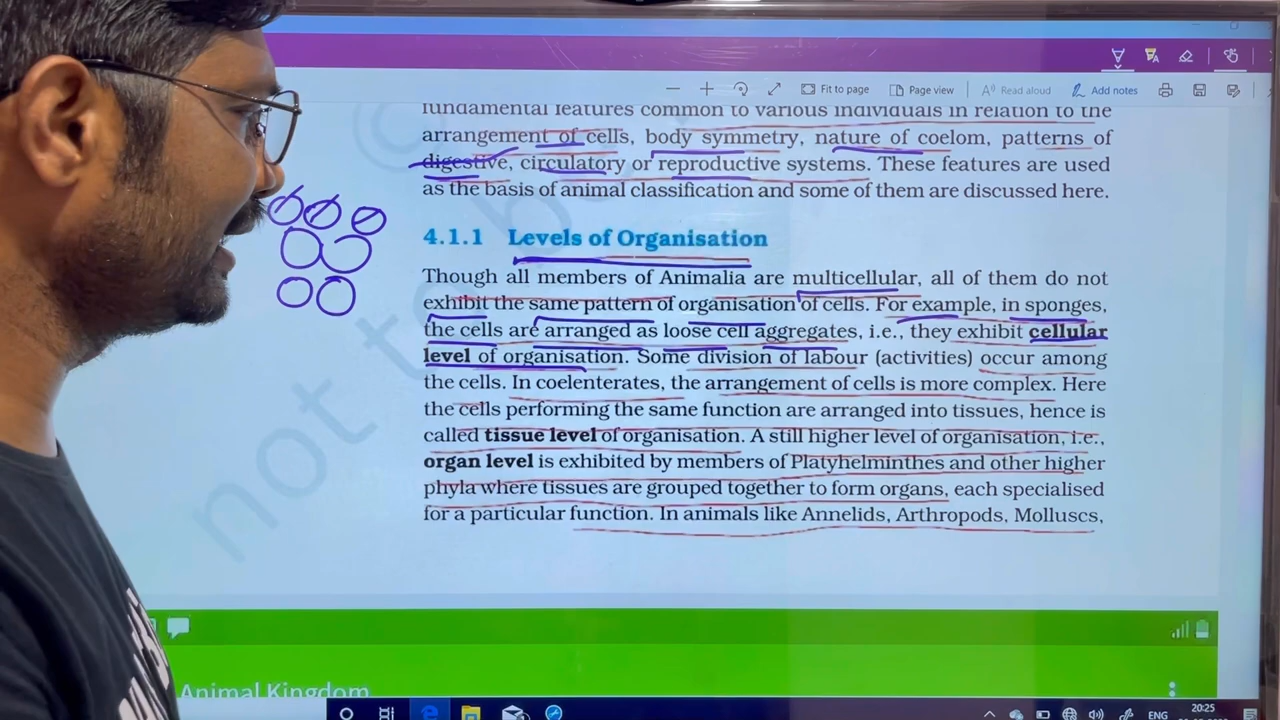 Fit to page
Page view
Read aloud
Add notes
fundamental features common to various individuals in relation to the
arrangement of cells, body symmetry, nature of coelom, patterns of
digestive, circulatory or reproductive systems. These features are used
as the basis of animal classification and some of them are discussed here.
4.1.1 Levels of Organisation
Though all members of Animalia are multicellular, all of them do not
exhibit the same pattern of organisation of cells. For example, in sponges,
the cells are arranged as loose cell aggregates, i.e., they exhibit cellular
level of organisation. Some division of labour (activities) occur among
the cells. In coelenterates, the arrangement of cells is more complex. Here
the cells performing the same function are arranged into tissues, hence is
called tissue level of organisation. A still higher level of organisation, i.e.,
organ level is exhibited by members of Platyhelminthes and other higher
phyla where tissues are grouped together to form organs, each specialised
for a particular function. In animals like Annelids, Arthropods, Molluscs,
not to be
Animal Kingdom
ENG
20:25